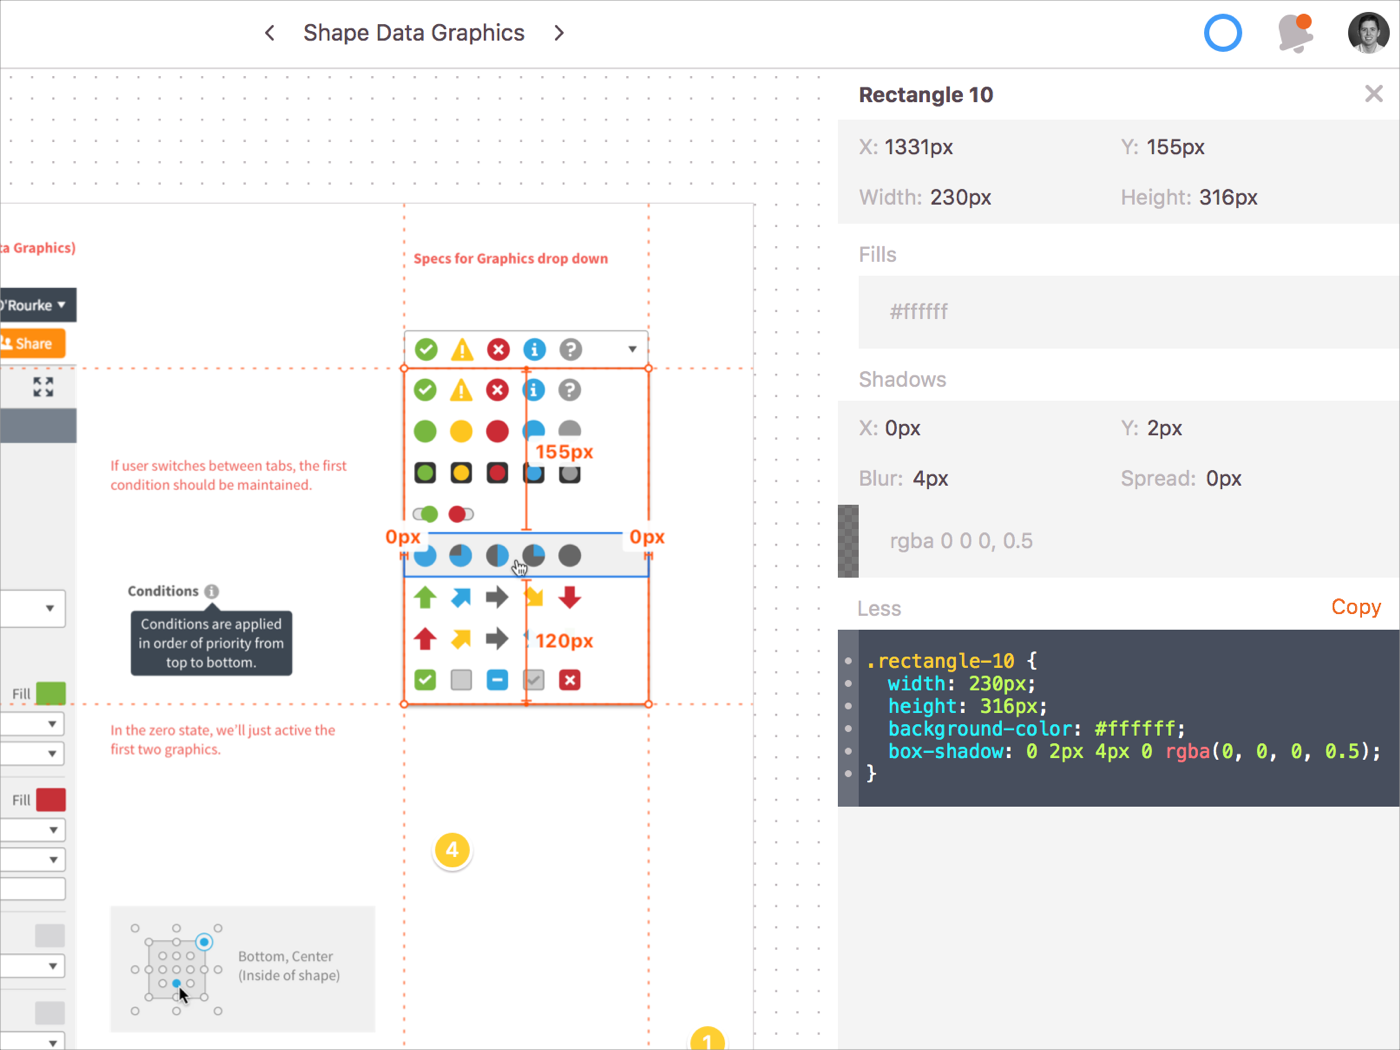 Shape Data Graphics
ta Graphics)
O'Rourke
Share
Specs for Graphics drop down
155px
0px
0px
120px
If user switches between tabs, the first
condition should be maintained.
Conditions
Conditions are applied
in order of priority from
top to bottom.
Fill
In the zero state, we'll just active the
first two graphics.
Fill
4
Bottom, Center
(Inside of shape)
1
Rectangle 10
X: 1331px
Y: 155px
Width: 230px
Height: 316px
Fills
#ffffff
Shadows
X: 0px
Y: 2px
Blur: 4px
Spread: 0px
rgba 0 0 0, 0.5
Less
Copy
.rectangle-10 {
width: 230px;
height: 316px;
background-color: #ffffff;
box-shadow: 0 2px 4px 0 rgba(0, 0, 0, 0.5);
}